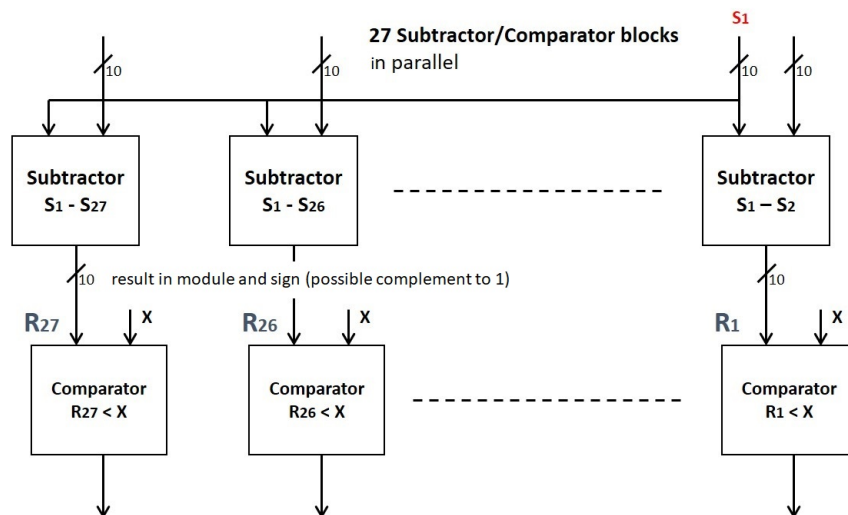 S1
27 Subtractor/Comparator blocks
in parallel
10
10
10
10
Subtractor
S1 - S27
Subtractor
S1 - S26
Subtractor
S1 – S2
10
result in module and sign (possible complement to 1)
10
R27
X
R26
X
R1
X
Comparator
R27 < X
Comparator
R26 < X
Comparator
R1 < X